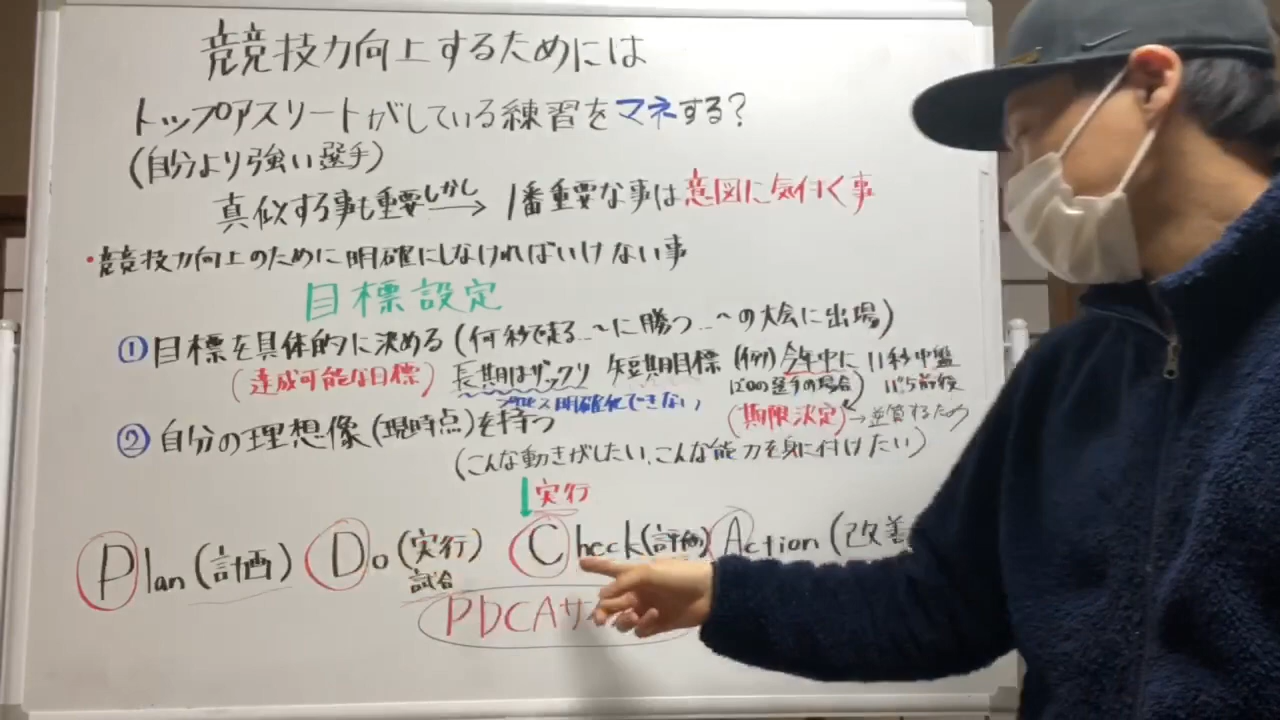 競技力向上するためには
トップアスリートがしている練習をマネする?
(自分より強い選手)
真似する事も重要 しかし→ 1番重要な事は意図に気付く事
・競技力向上のために明確にしなければいけない事
目標設定
① 目標を具体的に決める(何秒で走る…〜に勝つ…〜の大会に出場)
(達成可能な目標) 長期はザックリ 短期目標 (例) 今年中に 11秒中盤
(12"00の選手の場合) 11"5前後
明確化できない
② 自分の理想像(現時点)を持つ
(期限決定)→逆算するため
(こんな動きがしたい、こんな能力を身に付けたい)
↓実行
Plan(計画) Do(実行) Check(評価) Action(改善
試合
PDCAサ